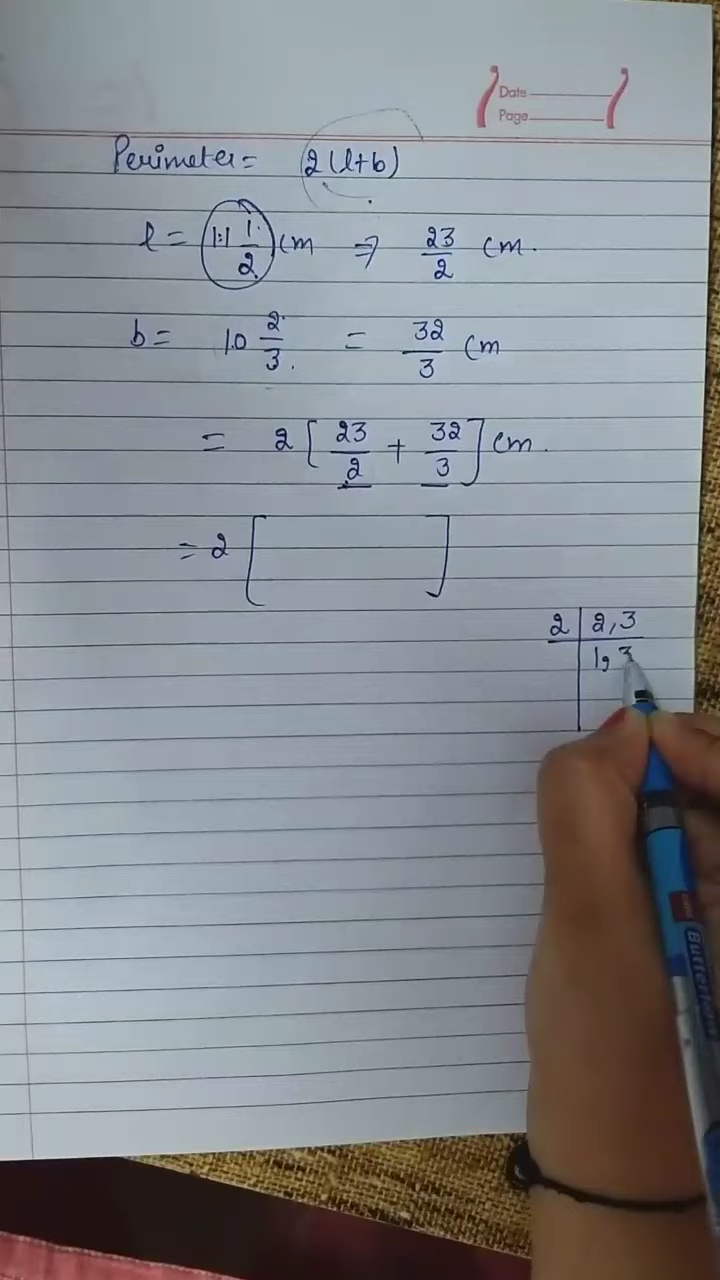 Date
Page
Perimeter = 2(l+b)
l = 11 1/2 cm ⇒ 23/2 cm.
b = 10 2/3 = 32/3 cm
= 2 [ 23/2 + 32/3 ] cm.
= 2 [ ]
2 | 2, 3
1, 3
Butterflow